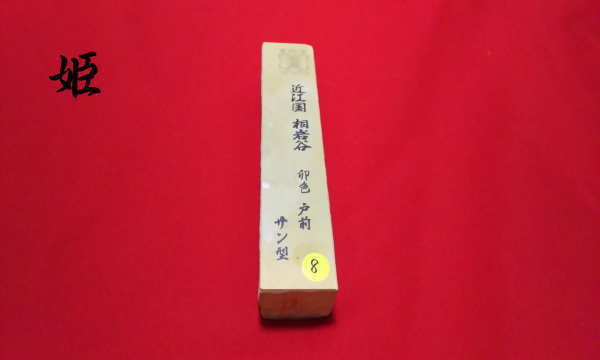 姫
近江国 相岩谷
卵色 戸前
サン型
8